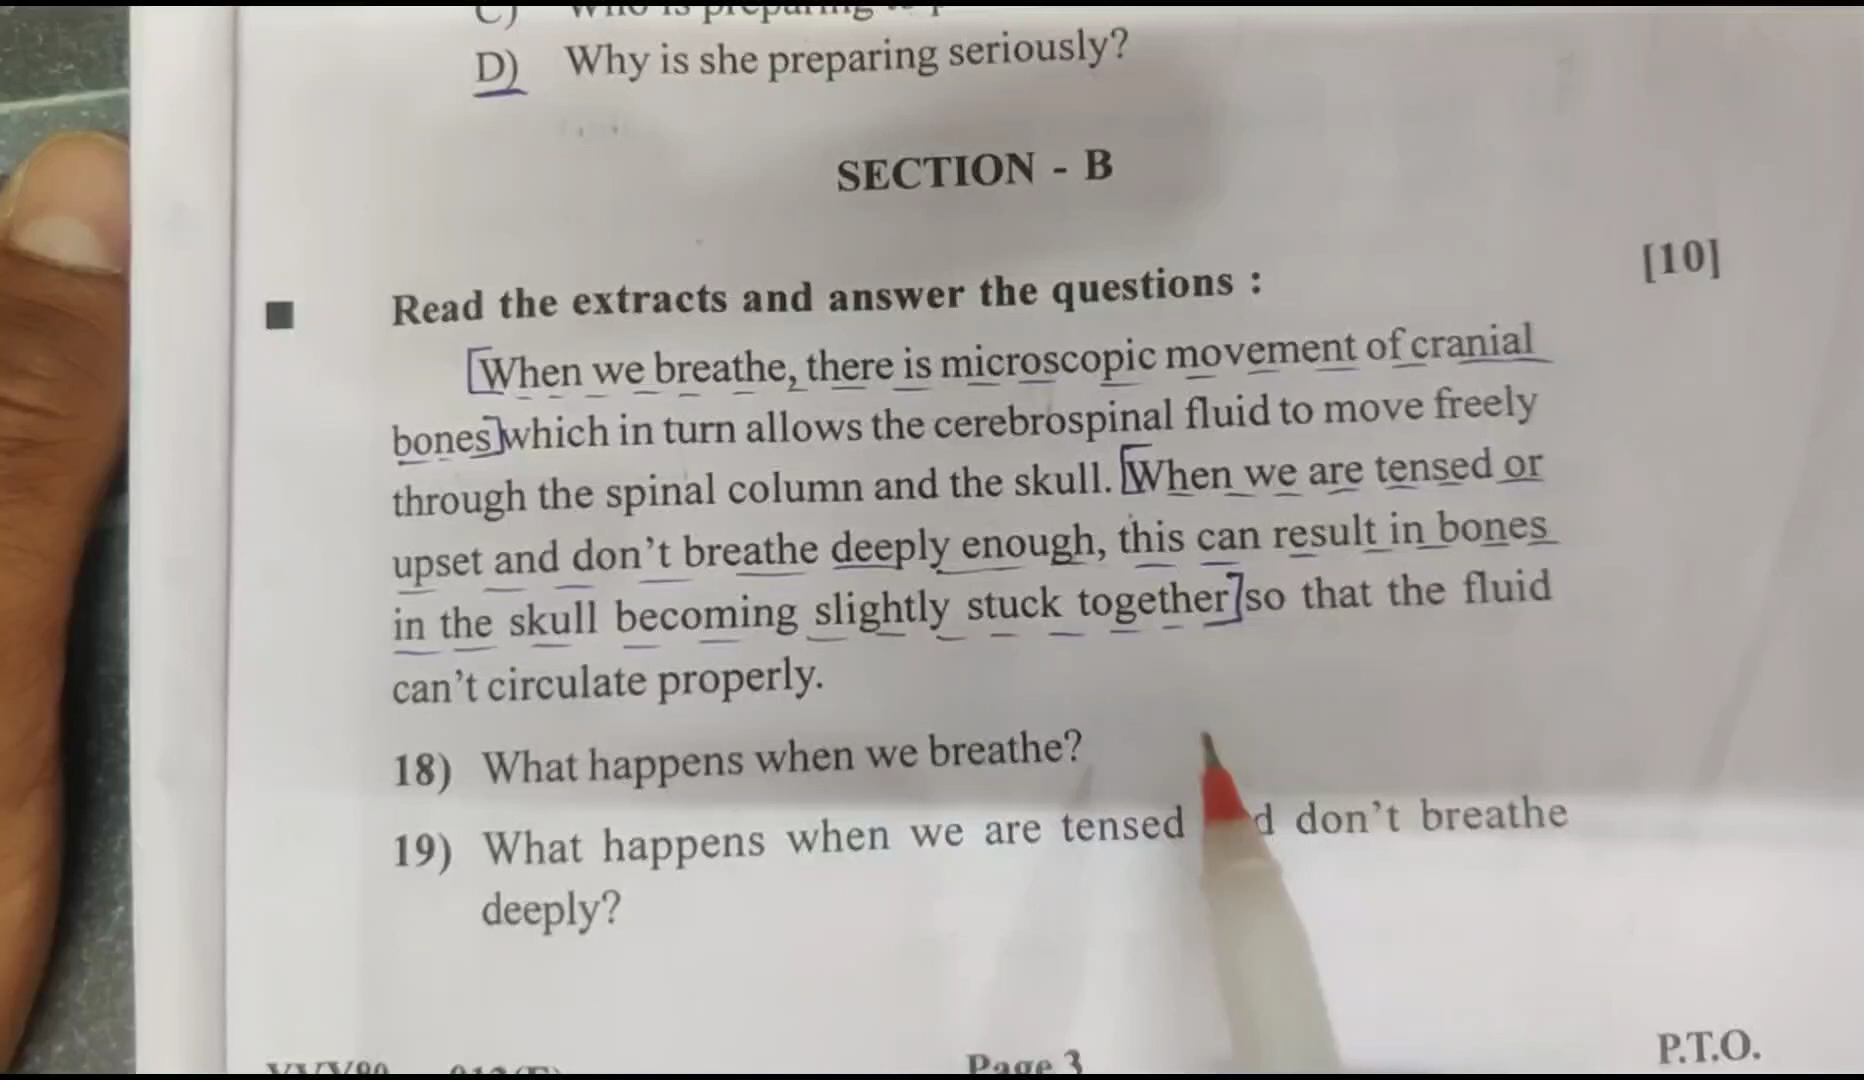 D) Why is she preparing seriously?
SECTION - B
[10]
■ Read the extracts and answer the questions :
When we breathe, there is microscopic movement of cranial
bones which in turn allows the cerebrospinal fluid to move freely
through the spinal column and the skull. When we are tensed or
upset and don't breathe deeply enough, this can result in bones
in the skull becoming slightly stuck together so that the fluid
can't circulate properly.
18) What happens when we breathe?
19) What happens when we are tensed d don't breathe
deeply?
Page 3
P.T.O.